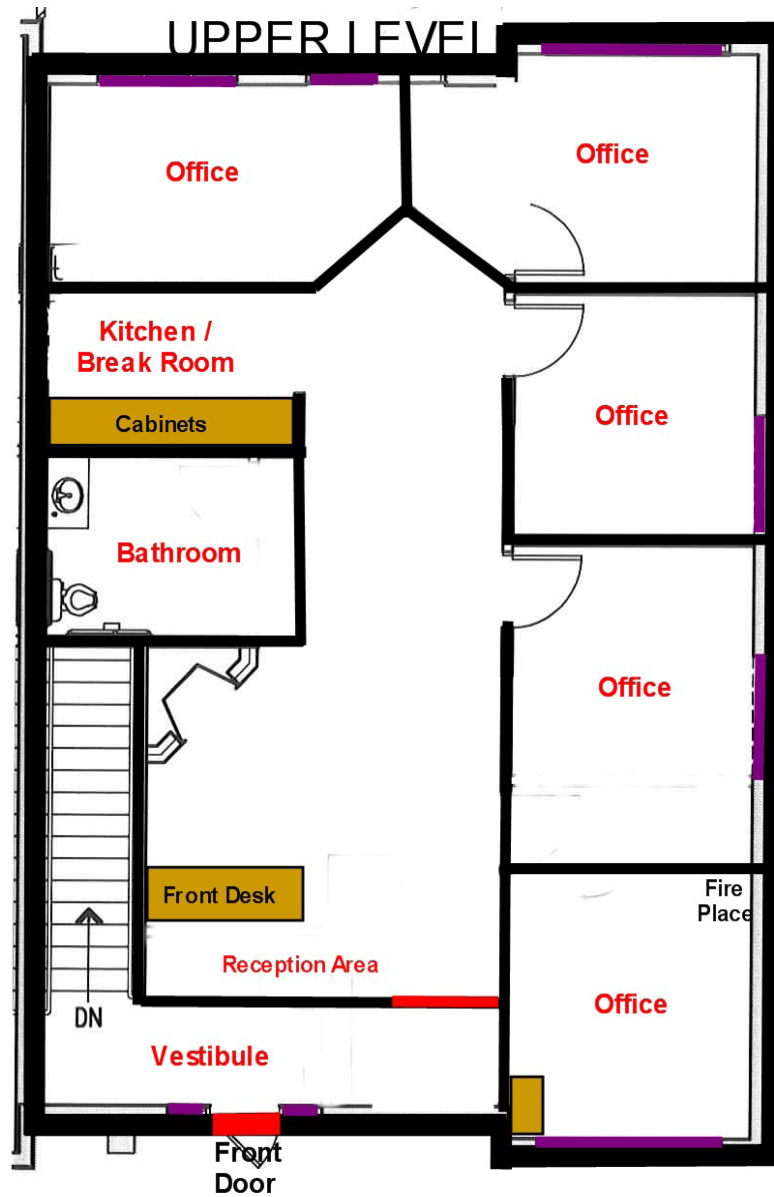 UPPER LEVEL
Office
Office
Kitchen /
Break Room
Cabinets
Office
Bathroom
Office
Front Desk
Fire
Place
Reception Area
Office
DN
Vestibule
Front
Door